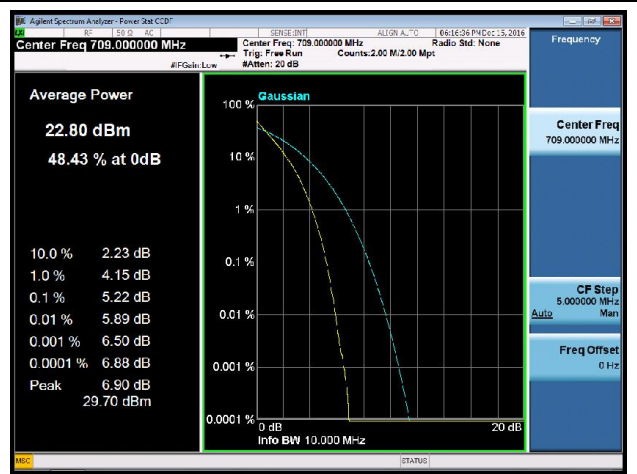 Agilent Spectrum Analyzer - Power Stat CCDF
RF 50 Ω AC SENSE:INT ALIGN AUTO 06:16:36 PM Dec 15, 2016
Center Freq 709.000000 MHz
Center Freq: 709.000000 MHz Radio Std: None
Trig: Free Run Counts:2.00 M/2.00 Mpt
#IFGain:Low #Atten: 20 dB
Frequency
Average Power
22.80 dBm
48.43 % at 0dB
10.0 % 2.23 dB
1.0 % 4.15 dB
0.1 % 5.22 dB
0.01 % 5.89 dB
0.001 % 6.50 dB
0.0001 % 6.88 dB
Peak 6.90 dB
29.70 dBm
Gaussian
100 %
10 %
1 %
0.1 %
0.01 %
0.001 %
0.0001 %
0 dB 20 dB
Info BW 10.000 MHz
Center Freq
709.000000 MHz
CF Step
5.000000 MHz
Auto Man
Freq Offset
0 Hz
MSG STATUS